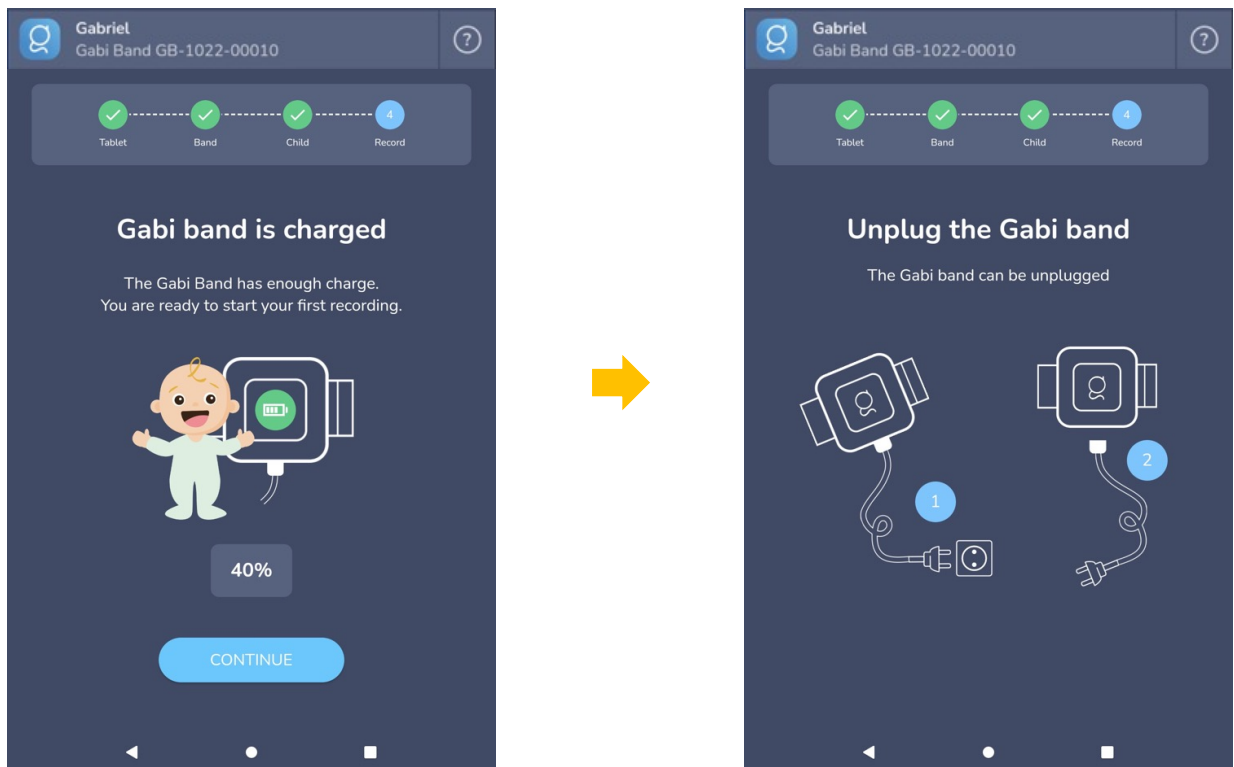 Gabriel
Gabi Band GB-1022-00010
?
4
Tablet
Band
Child
Record
Gabi band is charged
The Gabi Band has enough charge.
You are ready to start your first recording.
40%
CONTINUE
Gabriel
Gabi Band GB-1022-00010
?
4
Tablet
Band
Child
Record
Unplug the Gabi band
The Gabi band can be unplugged
1
2